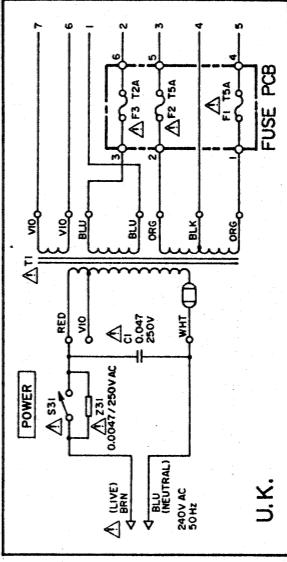 7
6
1
2
3
4
5
VIO
VIO
BLU
BLU
ORG
BLK
ORG
3
2
1
6
5
4
F3 T2A
F2 T5A
F1 T5A
FUSE PCB
T1
RED
VIO
WHT
C1
0.047
250V
POWER
S31
Z31
0.0047/250VAC
(LIVE)
BRN
BLU
(NEUTRAL)
240V AC
50Hz
U.K.